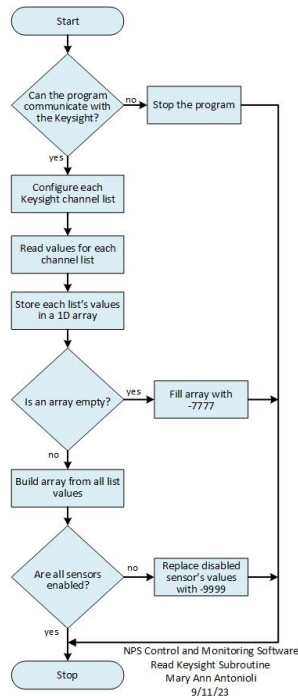 Start
Can the program
communicate with
the Keysight?
no
Stop the program
yes
Configure each
Keysight channel list
Read values for each
channel list
Store each list's values
in a 1D array
Is an array empty?
yes
Fill array with
-7777
no
Build array from all list
values
Are all sensors
enabled?
no
Replace disabled
sensor's values
with -9999
yes
Stop
NPS Control and Monitoring Software
Read Keysight Subroutine
Mary Ann Antonioli
9/11/23